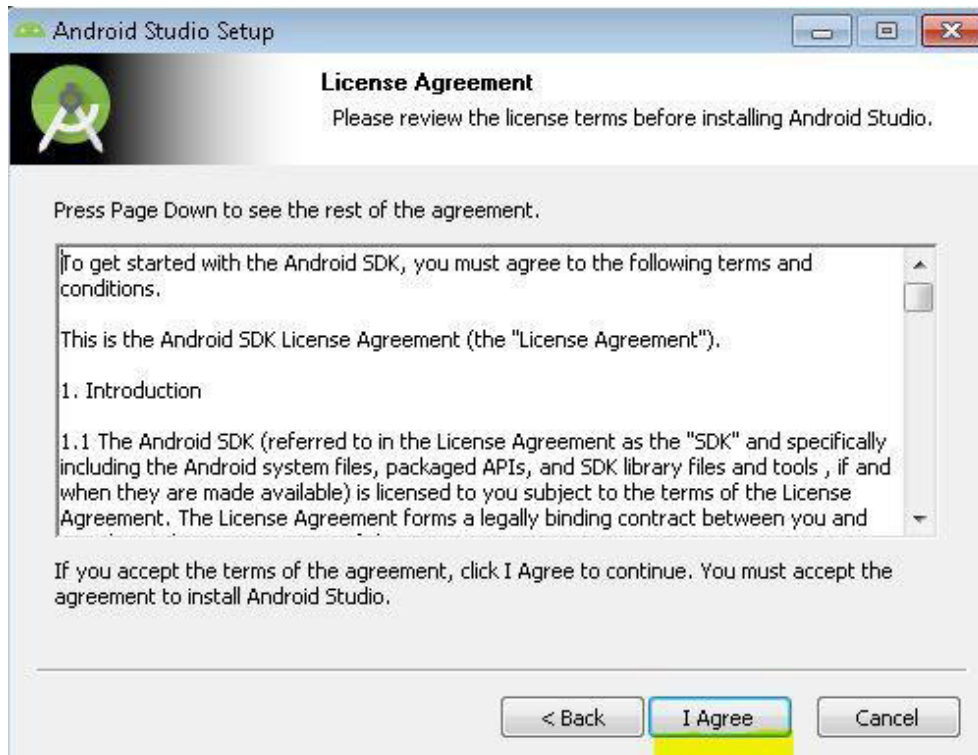 Android Studio Setup
License Agreement
Please review the license terms before installing Android Studio.
Press Page Down to see the rest of the agreement.
To get started with the Android SDK, you must agree to the following terms and
conditions.
This is the Android SDK License Agreement (the "License Agreement").
1. Introduction
1.1 The Android SDK (referred to in the License Agreement as the "SDK" and specifically
including the Android system files, packaged APIs, and SDK library files and tools , if and
when they are made available) is licensed to you subject to the terms of the License
Agreement. The License Agreement forms a legally binding contract between you and
If you accept the terms of the agreement, click I Agree to continue. You must accept the
agreement to install Android Studio.
< Back
I Agree
Cancel